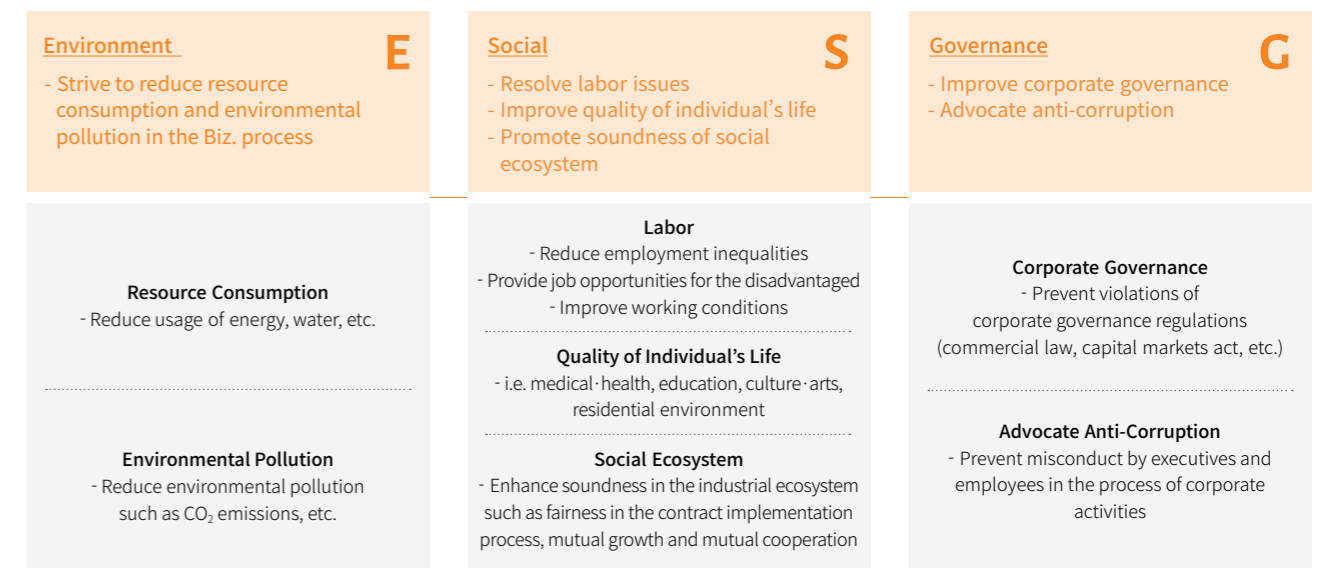 Environment
E
- Strive to reduce resource
consumption and environmental
pollution in the Biz. process
Resource Consumption
- Reduce usage of energy, water, etc.
Environmental Pollution
- Reduce environmental pollution
such as CO₂ emissions, etc.
Social
S
- Resolve labor issues
- Improve quality of individual's life
- Promote soundness of social
ecosystem
Labor
- Reduce employment inequalities
- Provide job opportunities for the disadvantaged
- Improve working conditions
Quality of Individual's Life
- i.e. medical·health, education, culture·arts,
residential environment
Social Ecosystem
- Enhance soundness in the industrial ecosystem
such as fairness in the contract implementation
process, mutual growth and mutual cooperation
Governance
G
- Improve corporate governance
- Advocate anti-corruption
Corporate Governance
- Prevent violations of
corporate governance regulations
(commercial law, capital markets act, etc.)
Advocate Anti-Corruption
- Prevent misconduct by executives and
employees in the process of corporate
activities